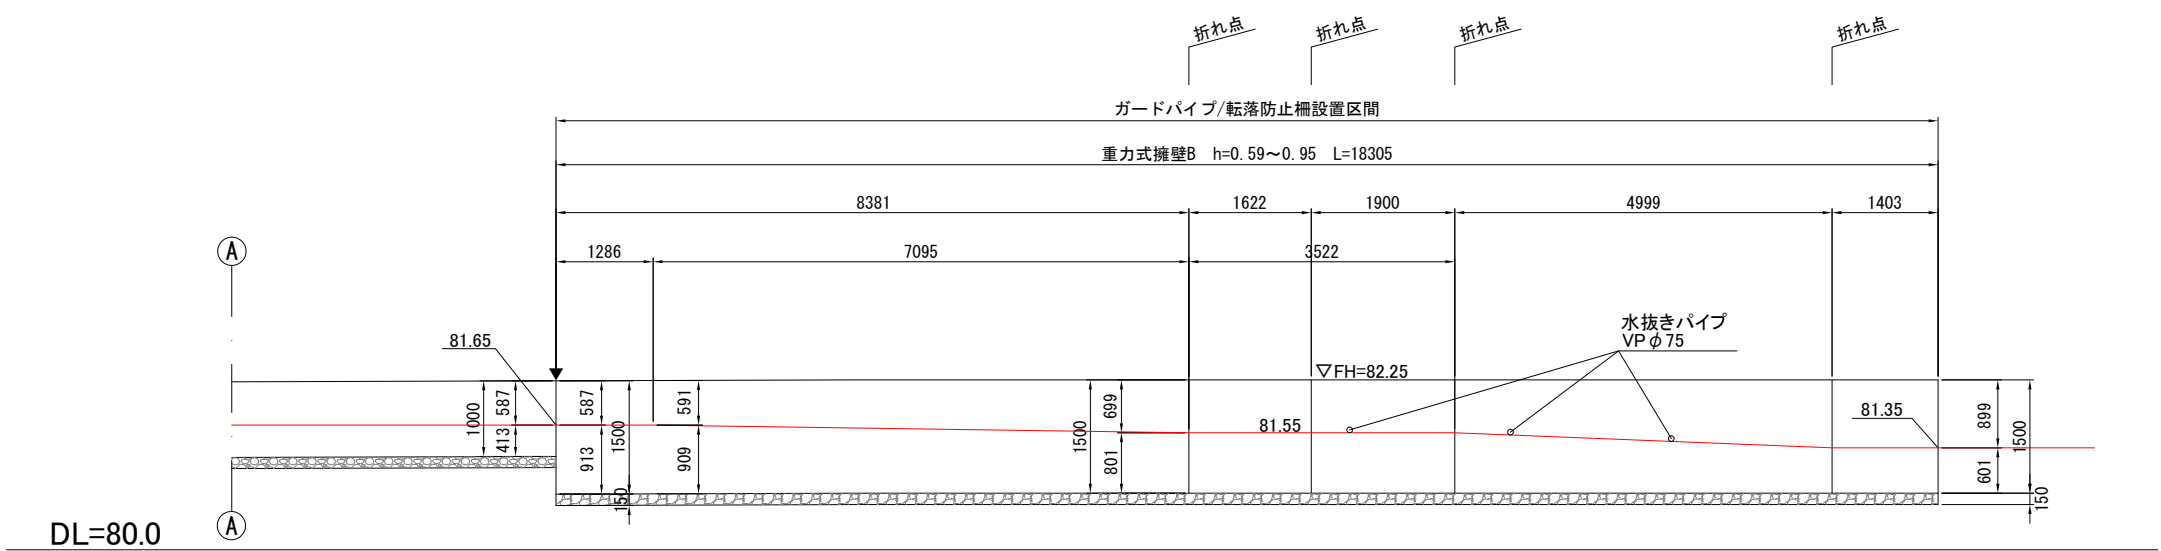 折れ点
折れ点
折れ点
折れ点
ガードパイプ/転落防止柵設置区間
重力式擁壁B h=0.59～0.95 L=18305
8381
1622
1900
4999
1403
1286
7095
3522
A
81.65
水抜きパイプ
VPφ75
▽FH=82.25
1000
587
413
587
913
1500
150
591
909
1500
699
801
81.55
81.35
899
601
1500
150
A
DL=80.0